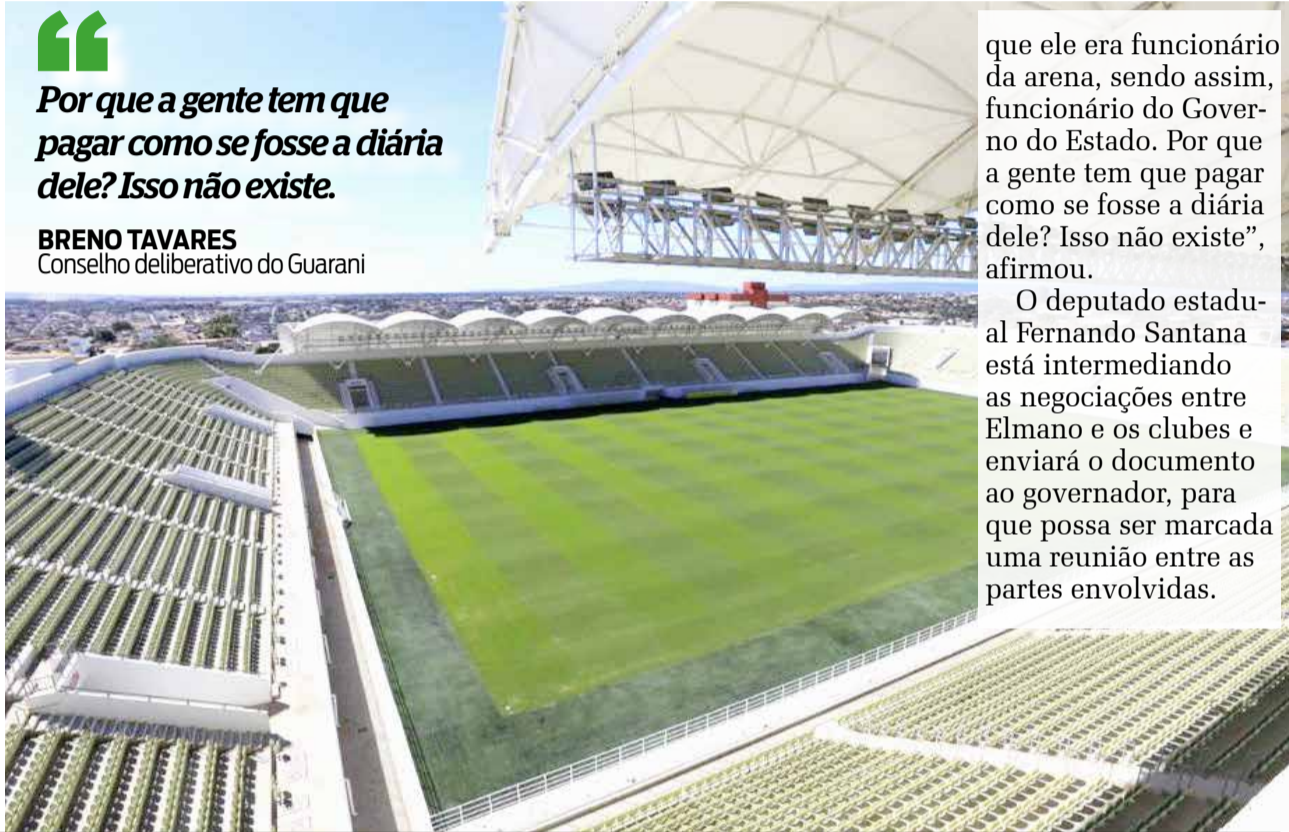 “
Por que a gente tem que
pagar como se fosse a diária
dele? Isso não existe.
BRENO TAVARES
Conselho deliberativo do Guarani
que ele era funcionário
da arena, sendo assim,
funcionário do Gover-
no do Estado. Por que
a gente tem que pagar
como se fosse a diária
dele? Isso não existe”,
afirmou.
O deputado estadu-
al Fernando Santana
está intermediando
as negociações entre
Elmano e os clubes e
enviará o documento
ao governador, para
que possa ser marcada
uma reunião entre as
partes envolvidas.